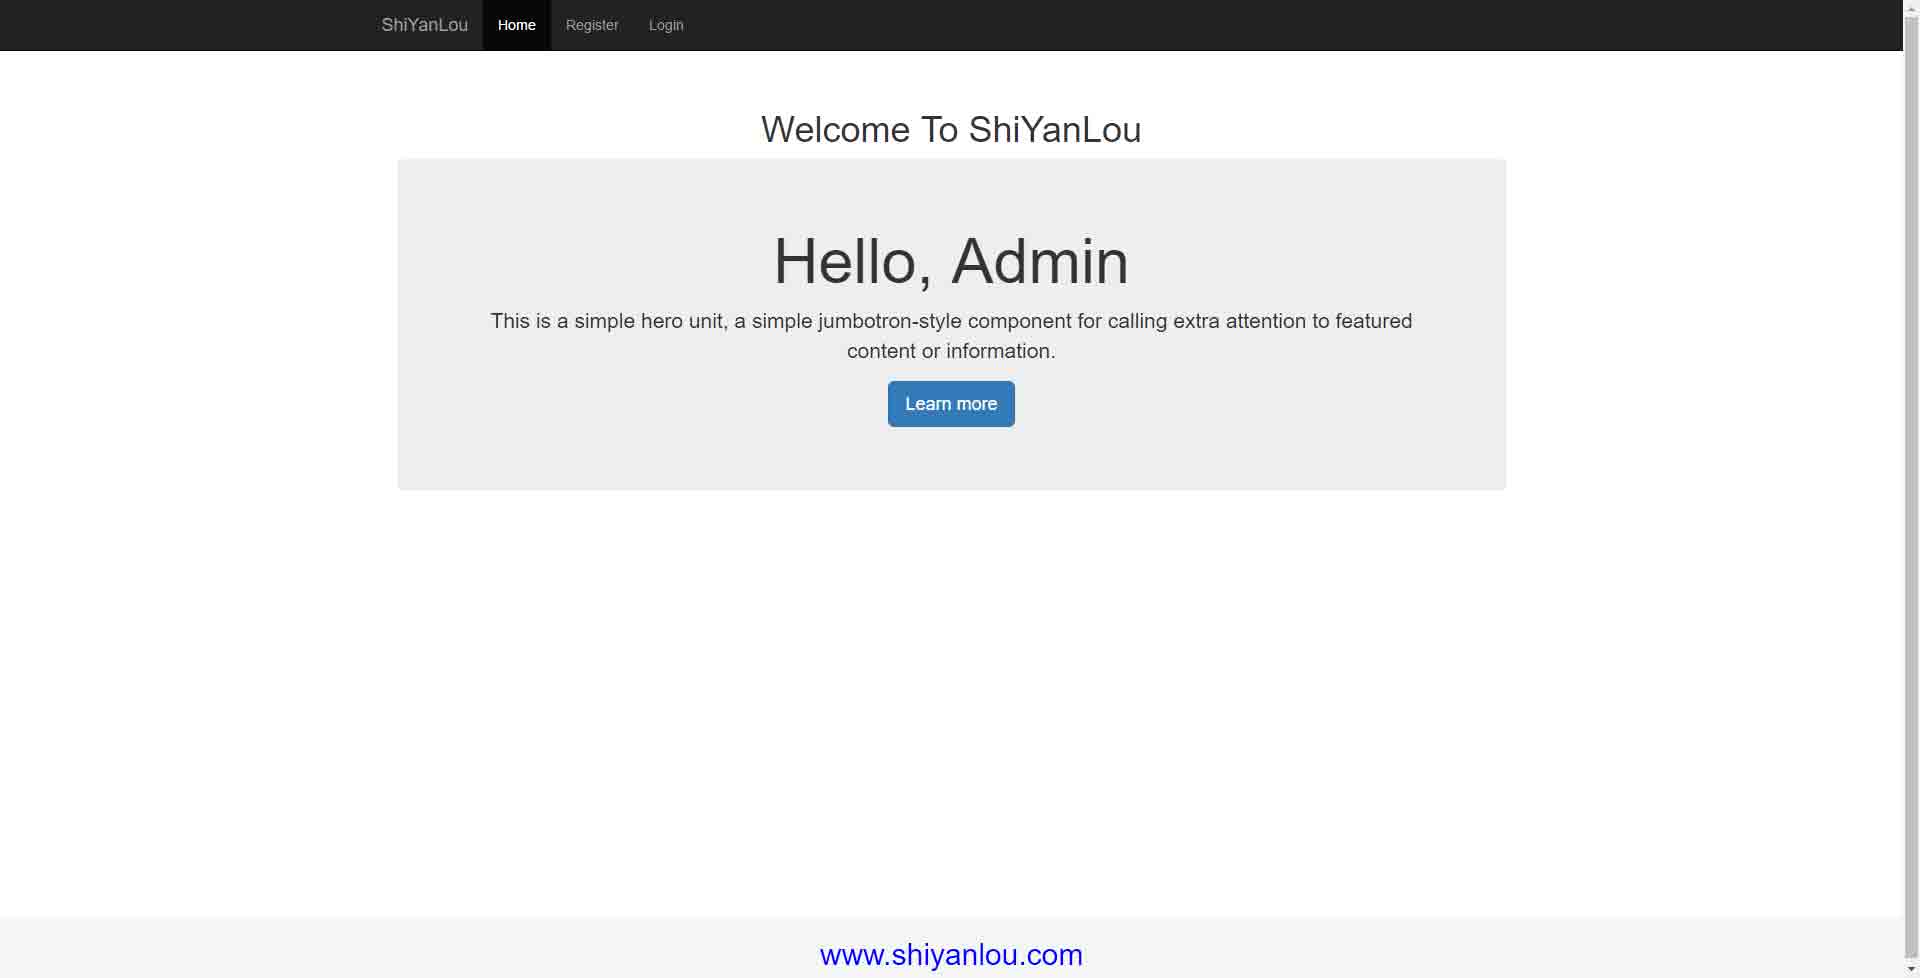 ShiYanLou Home Register Login
Welcome To ShiYanLou
Hello, Admin
This is a simple hero unit, a simple jumbotron-style component for calling extra attention to featured
content or information.
Learn more
www.shiyanlou.com